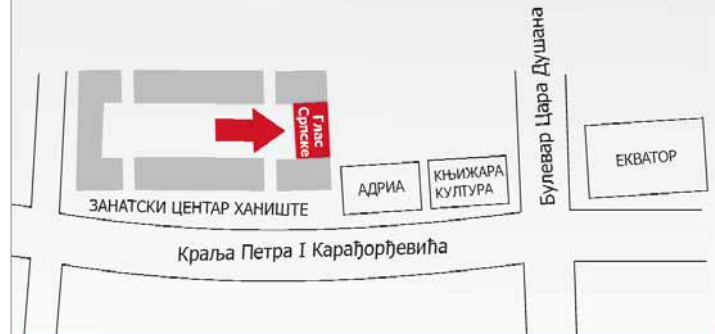 Булевар Цара Душана
Глас
Српске
ЕКВАТОР
АДРИА
КЊИЖАРА
КУЛТУРА
ЗАНАТСКИ ЦЕНТАР ХАНИШТЕ
Краља Петра I Карађорђевића